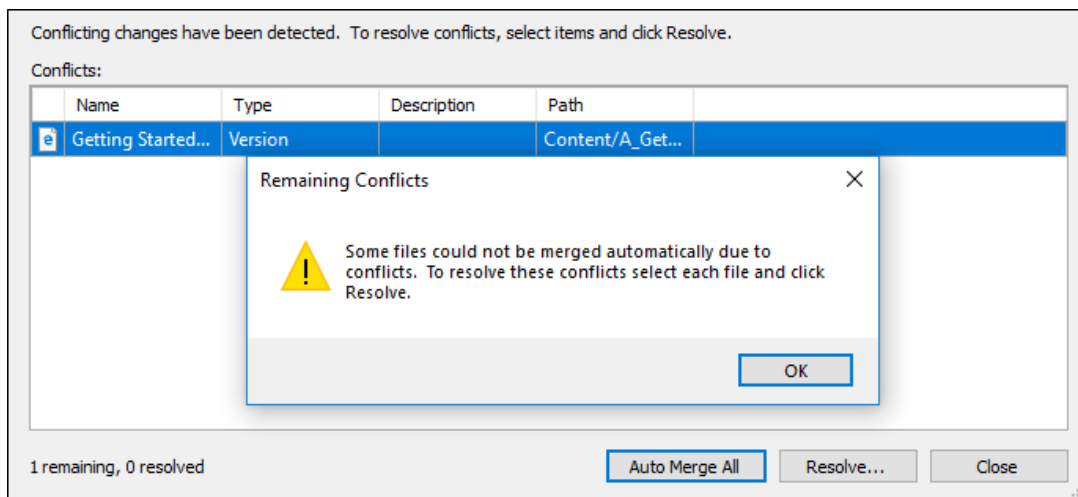 Conflicting changes have been detected.  To resolve conflicts, select items and click Resolve.
Conflicts:
Name Type Description Path
e Getting Started... Version Content/A_Get...
Remaining Conflicts
Some files could not be merged automatically due to
conflicts.  To resolve these conflicts select each file and click
Resolve.
OK
1 remaining, 0 resolved Auto Merge All Resolve... Close